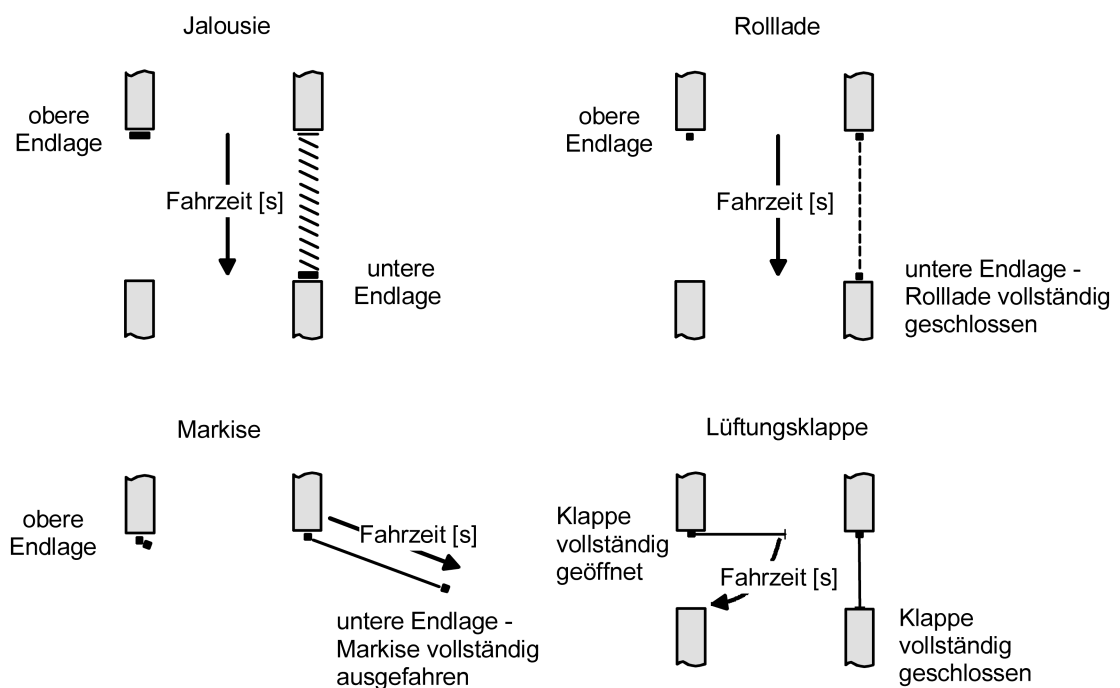 Jalousie
obere
Endlage
Fahrzeit [s]
untere
Endlage
Rolllade
obere
Endlage
Fahrzeit [s]
untere Endlage -
Rolllade vollständig
geschlossen
Markise
obere
Endlage
Fahrzeit [s]
untere Endlage -
Markise vollständig
ausgefahren
Lüftungsklappe
Klappe
vollständig
geöffnet
Fahrzeit [s]
Klappe
vollständig
geschlossen